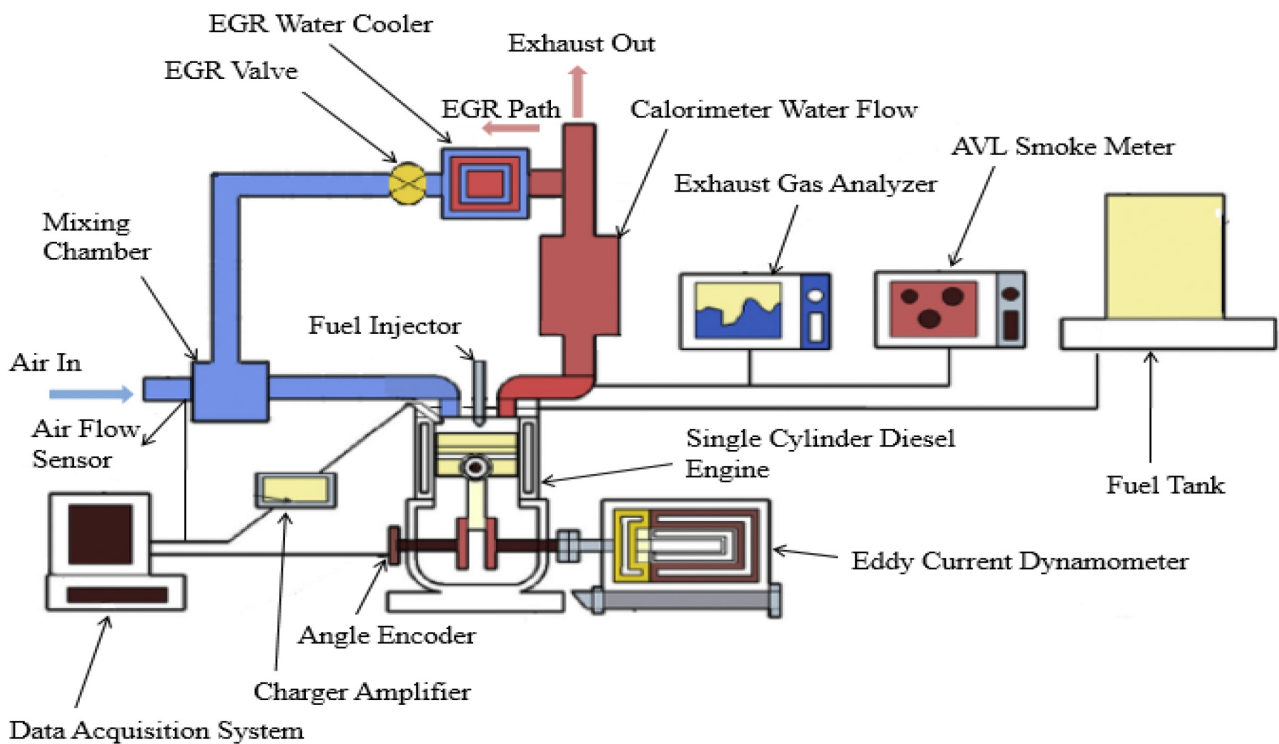 EGR Water Cooler
Exhaust Out
EGR Valve
EGR Path
Calorimeter Water Flow
AVL Smoke Meter
Exhaust Gas Analyzer
Mixing
Chamber
Fuel Injector
Air In
Air Flow
Sensor
Single Cylinder Diesel
Engine
Fuel Tank
Eddy Current Dynamometer
Angle Encoder
Charger Amplifier
Data Acquisition System